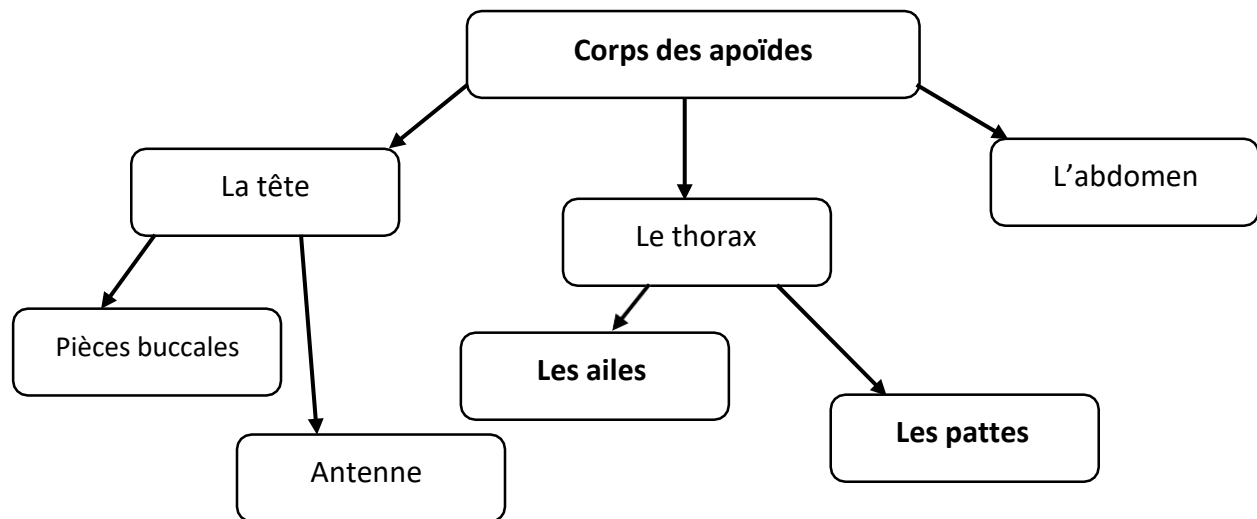 Corps des apoïdes
La tête
L’abdomen
Le thorax
Pièces buccales
Les ailes
Les pattes
Antenne